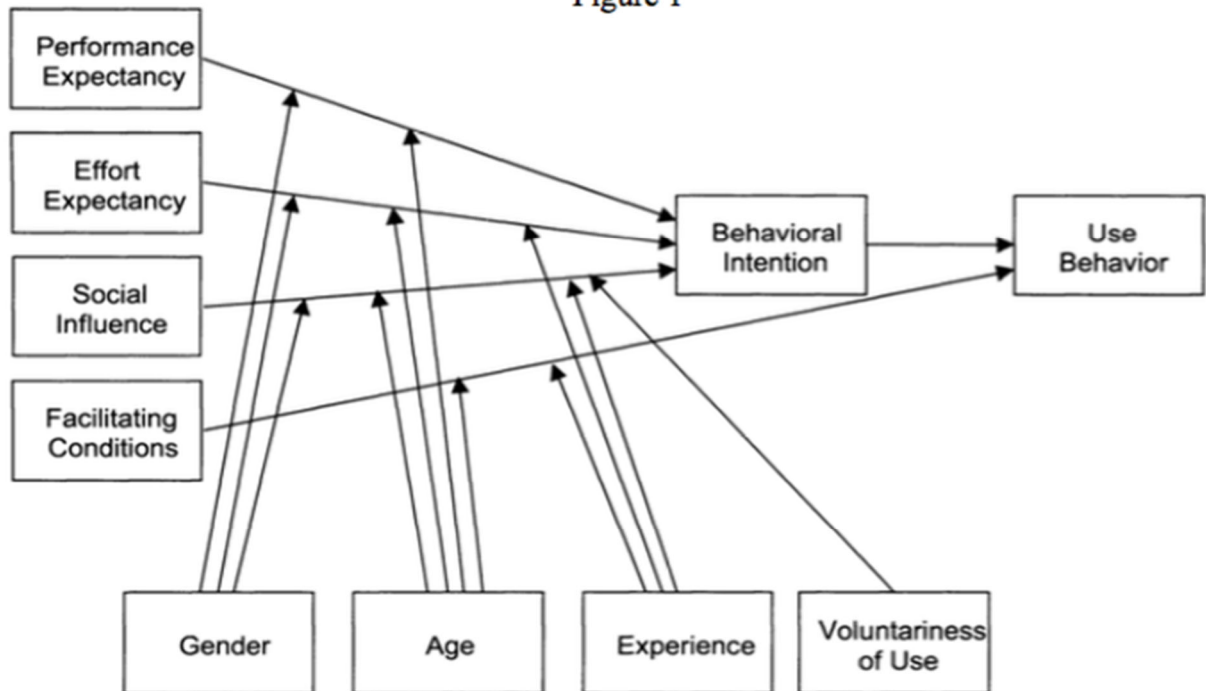 Figure 1
Performance
Expectancy
Effort
Expectancy
Social
Influence
Facilitating
Conditions
Behavioral
Intention
Use
Behavior
Gender
Age
Experience
Voluntariness
of Use